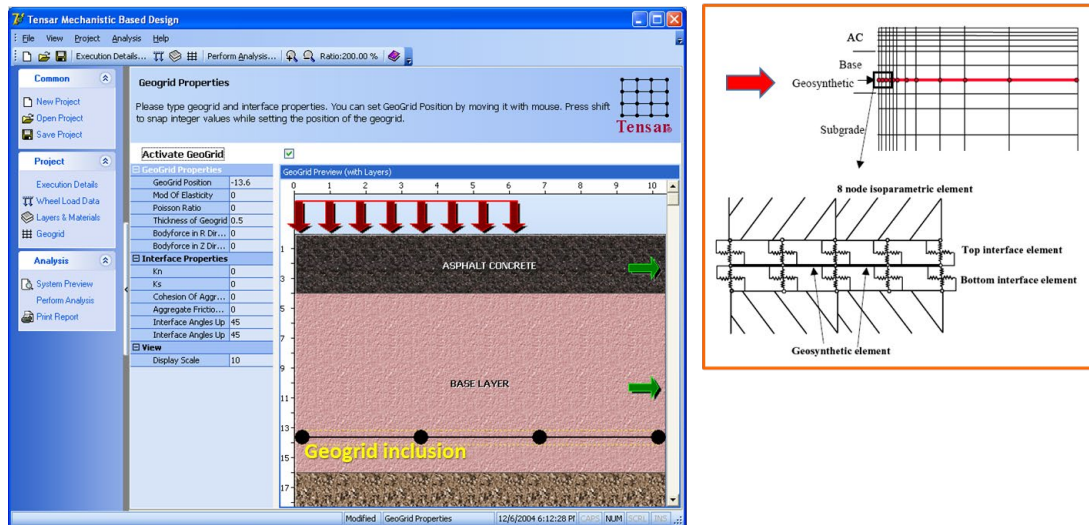 Tensar Mechanistic Based Design
File View Project Analysis Help
Execution Details... Perform Analysis... Ratio:200.00 %
Common
New Project
Open Project
Save Project
Project
Execution Details
Wheel Load Data
Layers & Materials
Geogrid
Analysis
System Preview
Perform Analysis
Print Report
Geogrid Properties
Please type geogrid and interface properties. You can set GeoGrid Position by moving it with mouse. Press shift
to snap integer values while setting the position of the geogrid.
Tensar
Activate GeoGrid
GeoGrid Properties
GeoGrid Position -13.6
Mod Of Elasticity 0
Poisson Ratio 0
Thickness of Geogrid 0.5
Bodyforce in R Dir... 0
Bodyforce in Z Dir... 0
Interface Properties
Kn 0
Ks 0
Cohesion Of Aggr... 0
Aggregate Frictio... 0
Interface Angles Up 45
Interface Angles Up 45
View
Display Scale 10
GeoGrid Preview (with Layers)
0 1 2 3 4 5 6 7 8 9 10
1
3
5
7
9
11
13
15
17
ASPHALT CONCRETE
BASE LAYER
Geogrid inclusion
Modified GeoGrid Properties 12/6/2004 6:12:28 PM CAPS NUM SCRL INS
AC
Base
Geosynthetic
Subgrade
8 node isoparametric element
Top interface element
Bottom interface element
Geosynthetic element